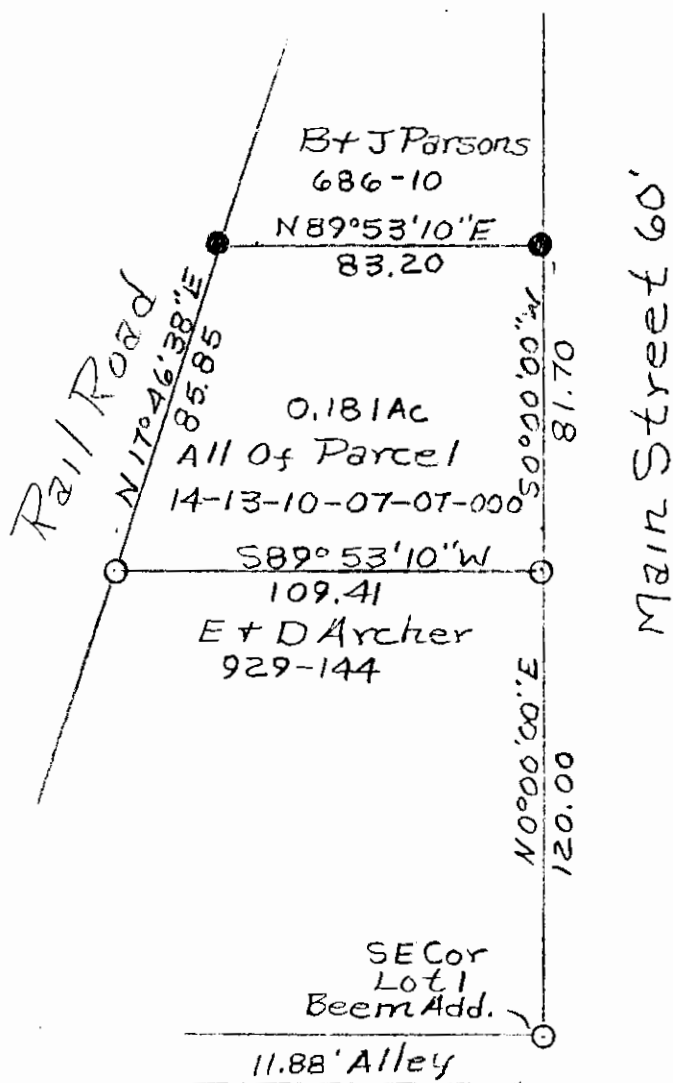 B+J Parsons
686-10
N89°53'10"E
83.20
Rail Road
N17°46'38"E
85.85
S0°00'00"W
81.70
Main Street 60'
0.181Ac
All Of Parcel
14-13-10-07-07-000
S89°53'10"W
109.41
E + D Archer
929-144
N0°00'00"E
120.00
SE Cor
Lot 1
Beem Add.
11.88' Alley